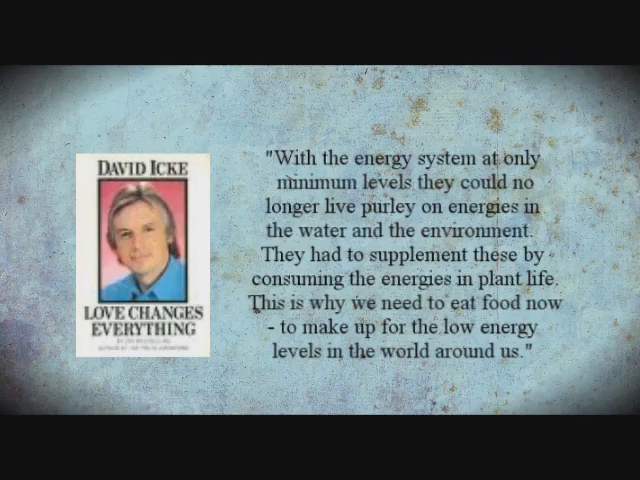 DAVID ICKE
LOVE CHANGES
EVERYTHING
"With the energy system at only
minimum levels they could no
longer live purley on energies in
the water and the environment.
They had to supplement these by
consuming the energies in plant life.
This is why we need to eat food now
- to make up for the low energy
levels in the world around us."